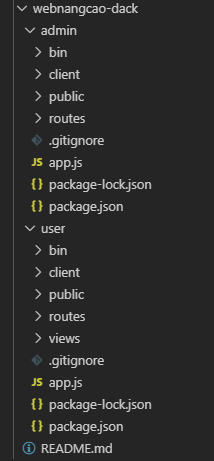 webnangcao-dack
admin
bin
client
public
routes
.gitignore
JS app.js
{} package-lock.json
{} package.json
user
bin
client
public
routes
views
.gitignore
JS app.js
{} package-lock.json
{} package.json
README.md